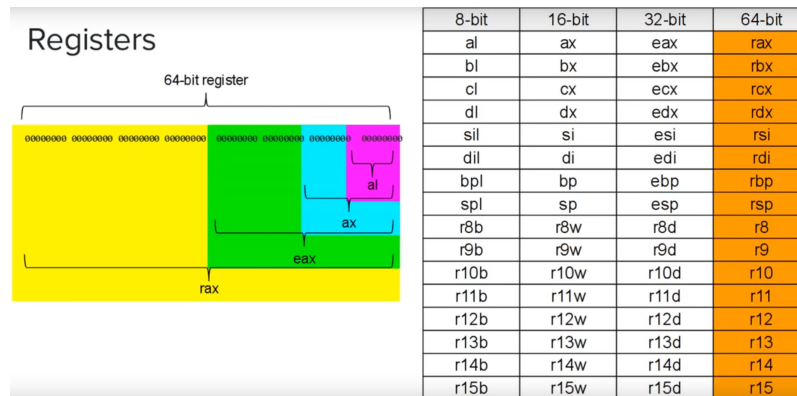 Registers
64-bit register
00000000 00000000 00000000 00000000 00000000 00000000 00000000 00000000
al
ax
eax
rax
8-bit 16-bit 32-bit 64-bit
al ax eax rax
bl bx ebx rbx
cl cx ecx rcx
dl dx edx rdx
sil si esi rsi
dil di edi rdi
bpl bp ebp rbp
spl sp esp rsp
r8b r8w r8d r8
r9b r9w r9d r9
r10b r10w r10d r10
r11b r11w r11d r11
r12b r12w r12d r12
r13b r13w r13d r13
r14b r14w r14d r14
r15b r15w r15d r15